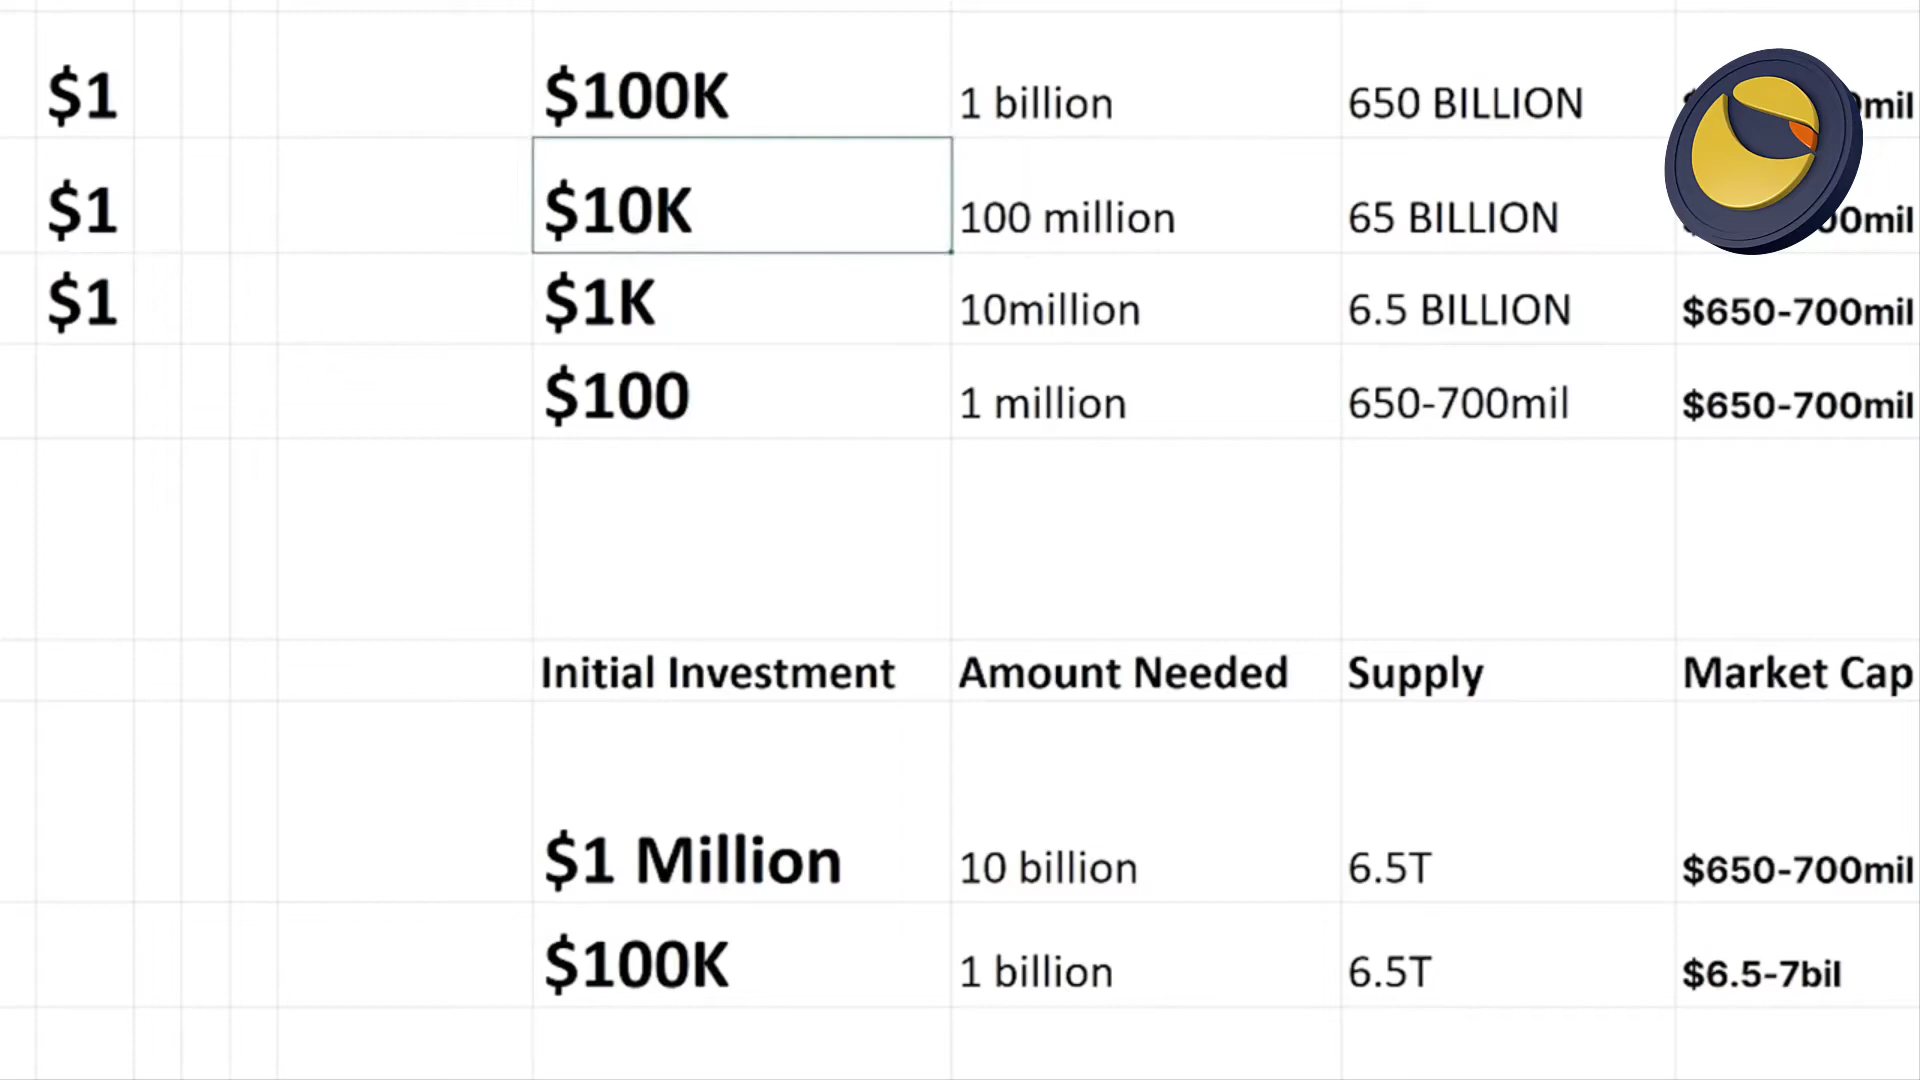 $1 $100K 1 billion 650 BILLION mil
$1 $10K 100 million 65 BILLION 00mil
$1 $1K 10million 6.5 BILLION $650-700mil
$100 1 million 650-700mil $650-700mil
Initial Investment Amount Needed Supply Market Cap
$1 Million 10 billion 6.5T $650-700mil
$100K 1 billion 6.5T $6.5-7bil